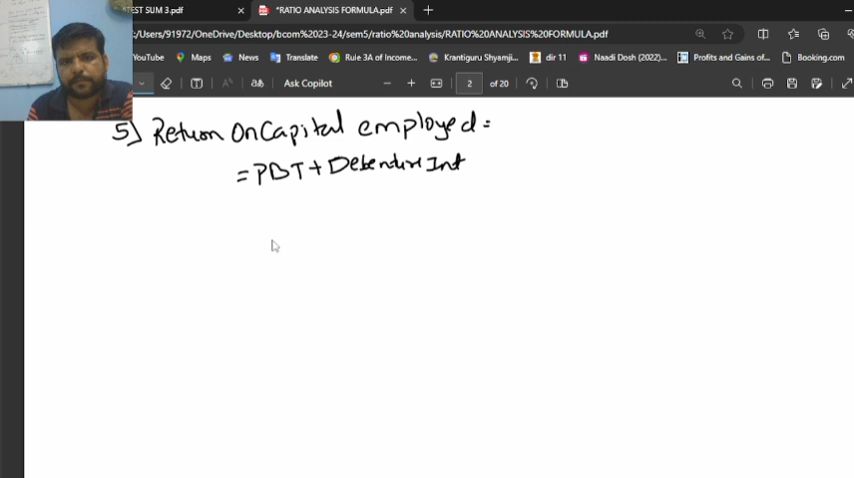 TEST SUM 3.pdf
*RATIO ANALYSIS FORMULA.pdf
:/Users/91972/OneDrive/Desktop/bcom%2023-24/sem5/ratio%20analysis/RATIO%20ANALYSIS%20FORMULA.pdf
YouTube Maps News Translate Rule 3A of Income... Krantiguru Shyamji... dir 11 Naadi Dosh (2022)... Profits and Gains of... Booking.com
Ask Copilot 2 of 20
5] Return On Capital employed =
= PBT + Debenture Int